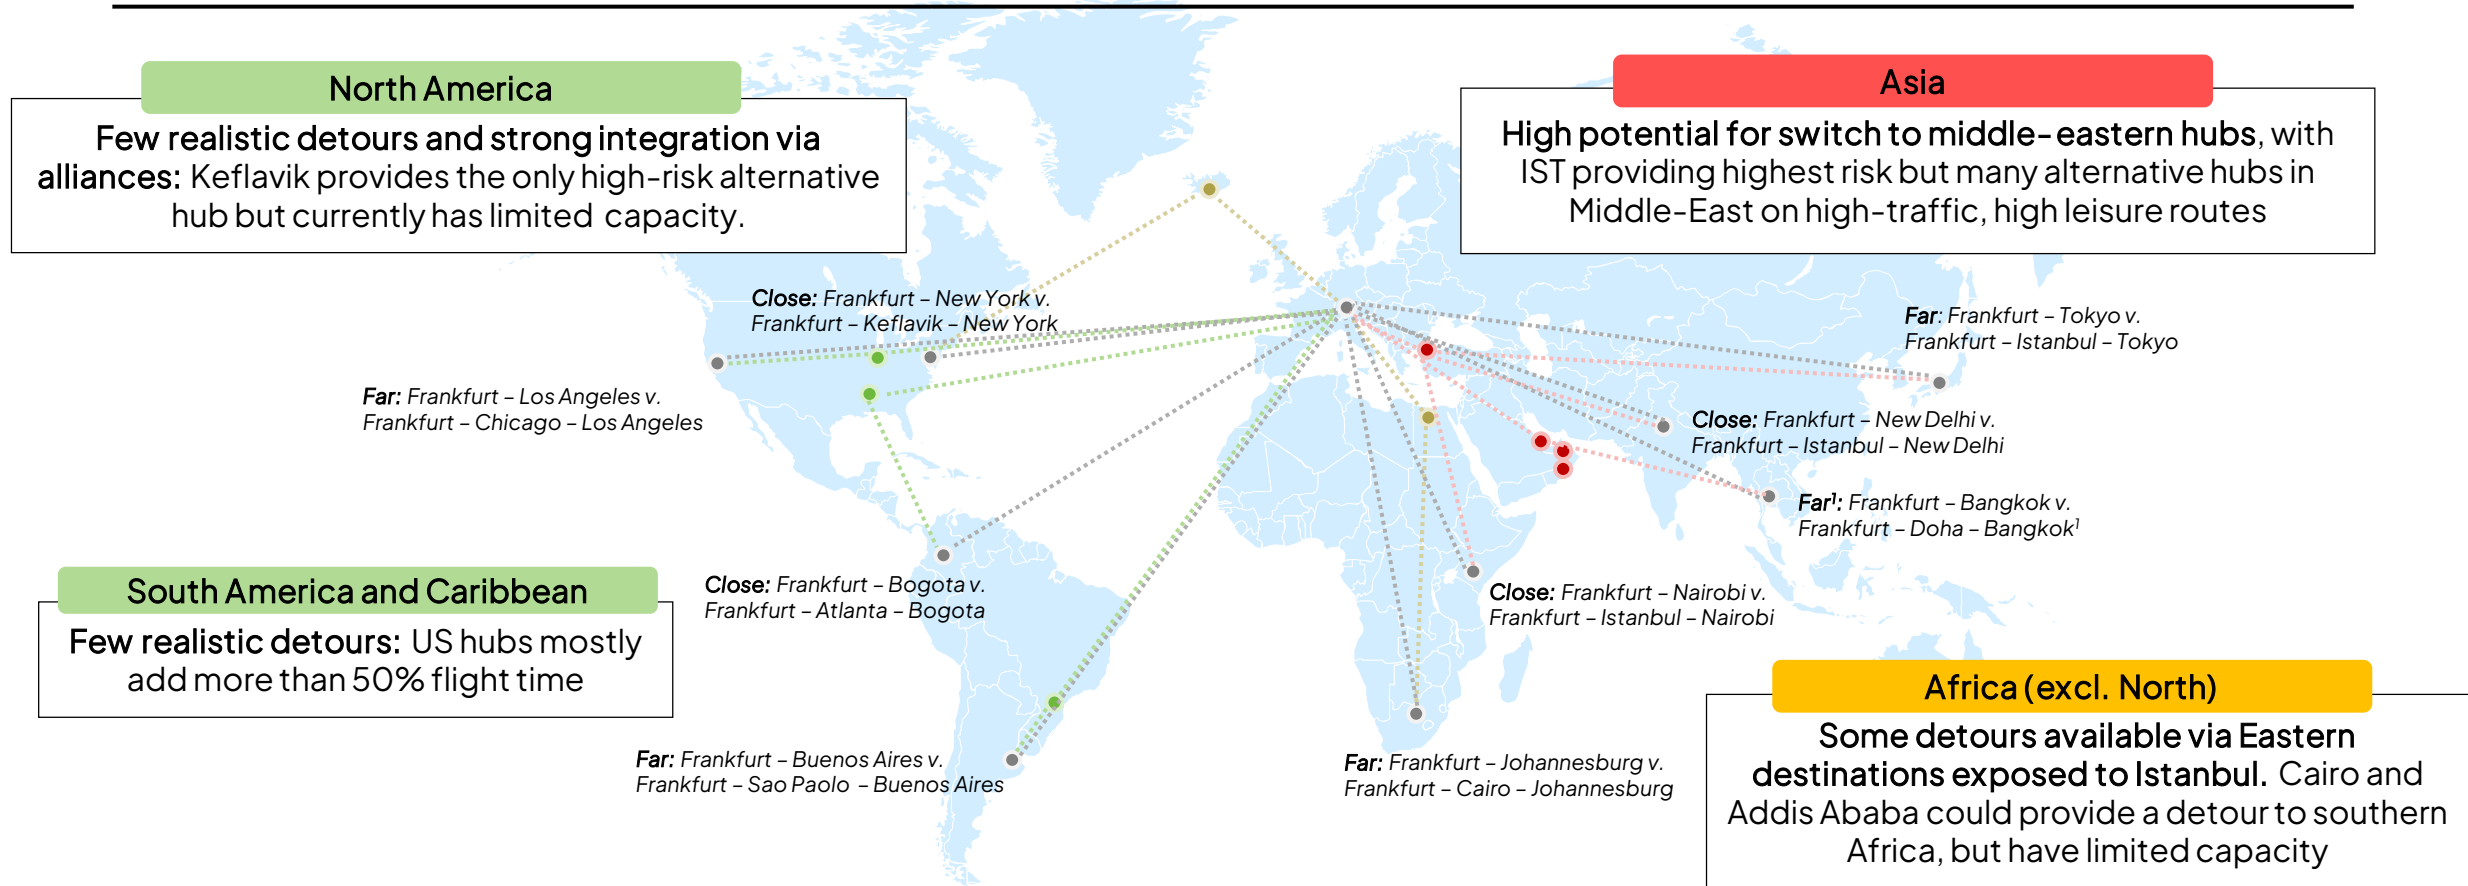 North America
Few realistic detours and strong integration via
alliances: Keflavik provides the only high-risk alternative
hub but currently has limited capacity.
Asia
High potential for switch to middle-eastern hubs, with
IST providing highest risk but many alternative hubs in
Middle-East on high-traffic, high leisure routes
Close: Frankfurt – New York v.
Frankfurt – Keflavik – New York
Far: Frankfurt – Tokyo v.
Frankfurt – Istanbul – Tokyo
Far: Frankfurt – Los Angeles v.
Frankfurt – Chicago – Los Angeles
Close: Frankfurt – New Delhi v.
Frankfurt – Istanbul – New Delhi
Far¹: Frankfurt – Bangkok v.
Frankfurt – Doha – Bangkok¹
South America and Caribbean
Few realistic detours: US hubs mostly
add more than 50% flight time
Close: Frankfurt – Bogota v.
Frankfurt – Atlanta – Bogota
Close: Frankfurt – Nairobi v.
Frankfurt – Istanbul – Nairobi
Far: Frankfurt – Buenos Aires v.
Frankfurt – Sao Paolo – Buenos Aires
Far: Frankfurt – Johannesburg v.
Frankfurt – Cairo – Johannesburg
Africa (excl. North)
Some detours available via Eastern
destinations exposed to Istanbul. Cairo and
Addis Ababa could provide a detour to southern
Africa, but have limited capacity